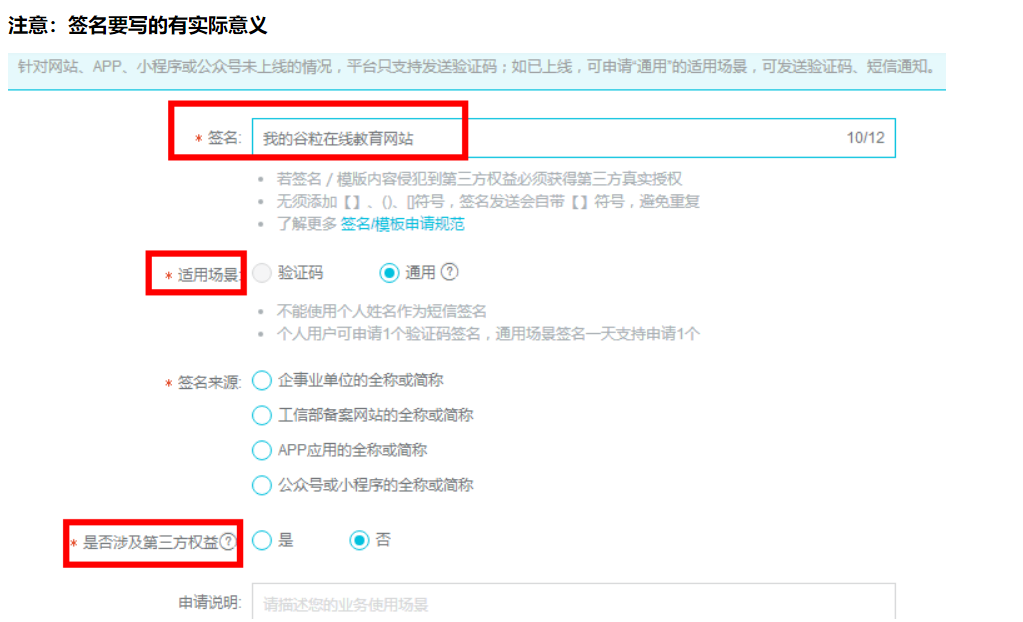 注意：签名要写的有实际意义
针对网站、APP、小程序或公众号未上线的情况，平台只支持发送验证码；如已上线，可申请“通用”的适用场景，可发送验证码、短信通知。
* 签名: 我的谷粒在线教育网站 10/12
• 若签名 / 模版内容侵犯到第三方权益必须获得第三方真实授权
• 无须添加【】、()、[]符号，签名发送会自带【】符号，避免重复
• 了解更多 签名/模板申请规范
* 适用场景: 验证码 通用 ?
• 不能使用个人姓名作为短信签名
• 个人用户可申请1个验证码签名，通用场景签名一天支持申请1个
* 签名来源: 企事业单位的全称或简称
工信部备案网站的全称或简称
APP应用的全称或简称
公众号或小程序的全称或简称
* 是否涉及第三方权益 ? 是 否
申请说明: 请描述您的业务使用场景